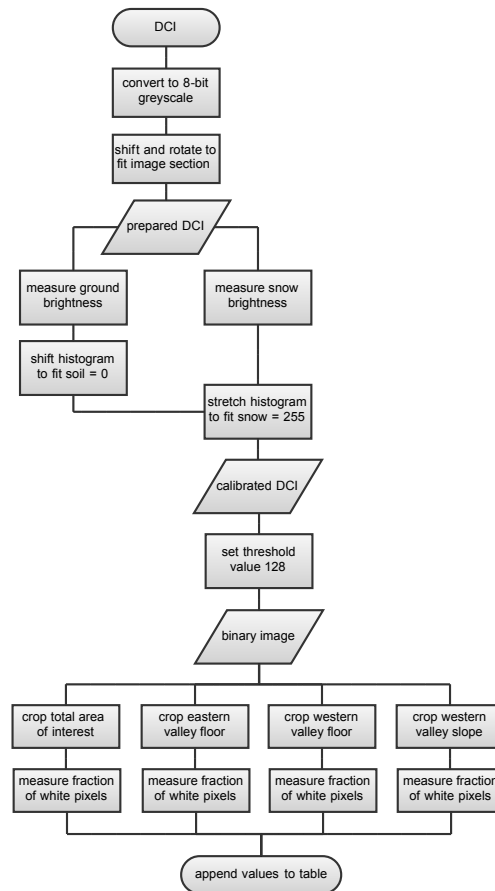 DCI
convert to 8-bit
greyscale
shift and rotate to
fit image section
prepared DCI
measure ground
brightness
measure snow
brightness
shift histogram
to fit soil = 0
stretch histogram
to fit snow = 255
calibrated DCI
set threshold
value 128
binary image
crop total area
of interest
crop eastern
valley floor
crop western
valley floor
crop western
valley slope
measure fraction
of white pixels
measure fraction
of white pixels
measure fraction
of white pixels
measure fraction
of white pixels
append values to table